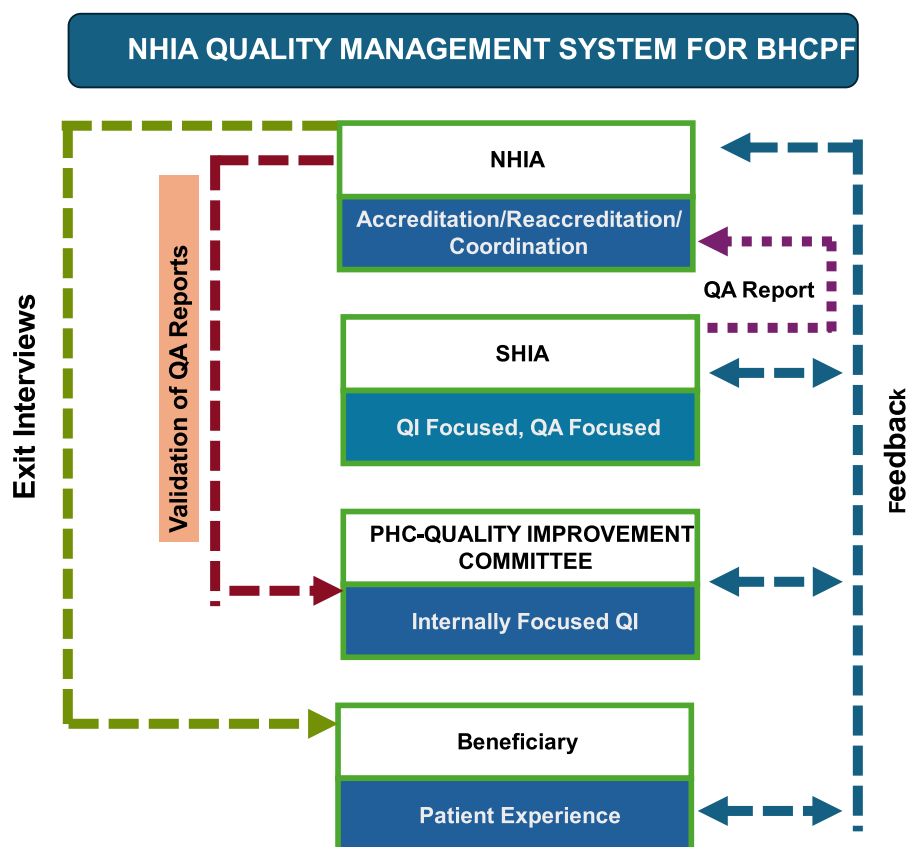 NHIA QUALITY MANAGEMENT SYSTEM FOR BHCPF
NHIA
Accreditation/Reaccreditation/
Coordination
QA Report
SHIA
QI Focused, QA Focused
PHC-QUALITY IMPROVEMENT
COMMITTEE
Internally Focused QI
Beneficiary
Patient Experience
Exit Interviews
Validation of QA Reports
Feedback